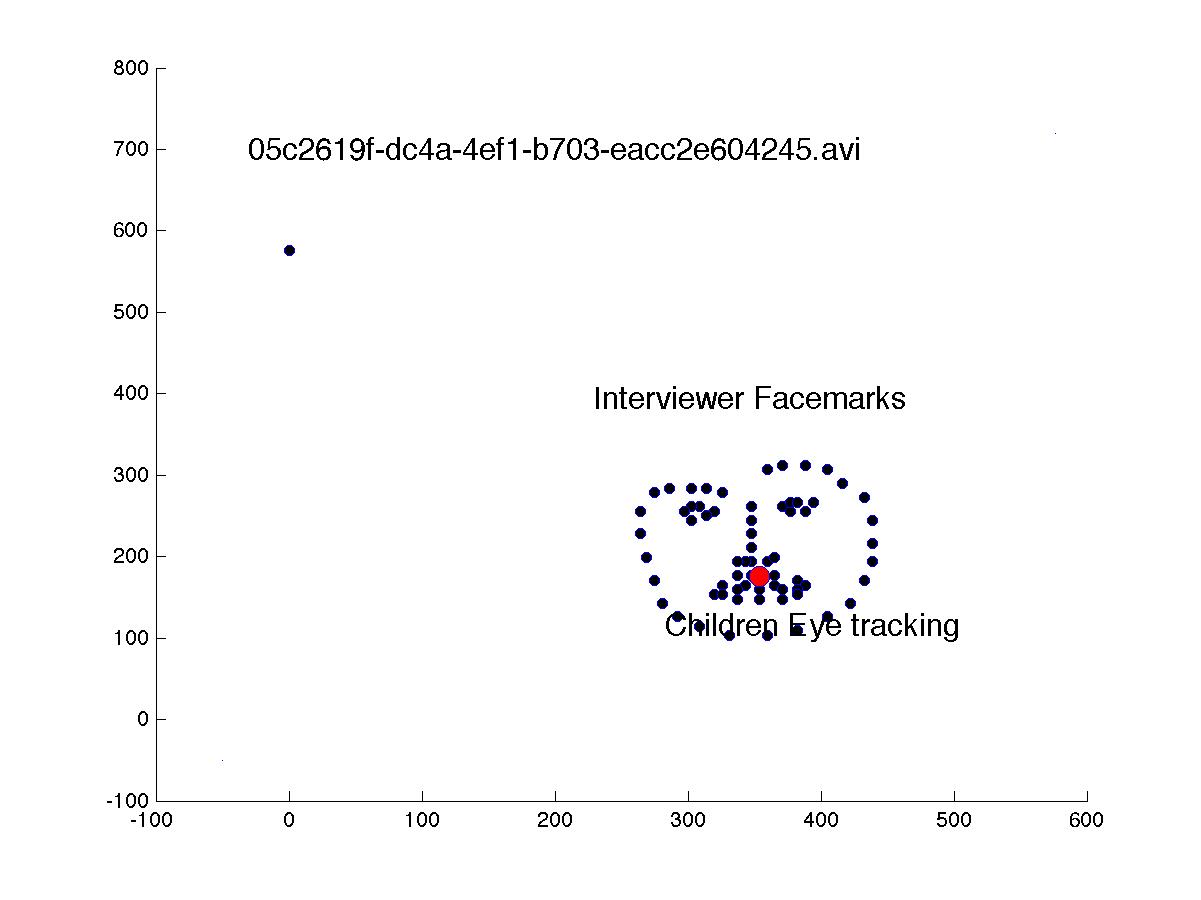 800
05c2619f-dc4a-4ef1-b703-eacc2e604245.avi
700
600
500
400
Interviewer Facemarks
300
200
Children Eye tracking
100
0
-100
-100 0 100 200 300 400 500 600